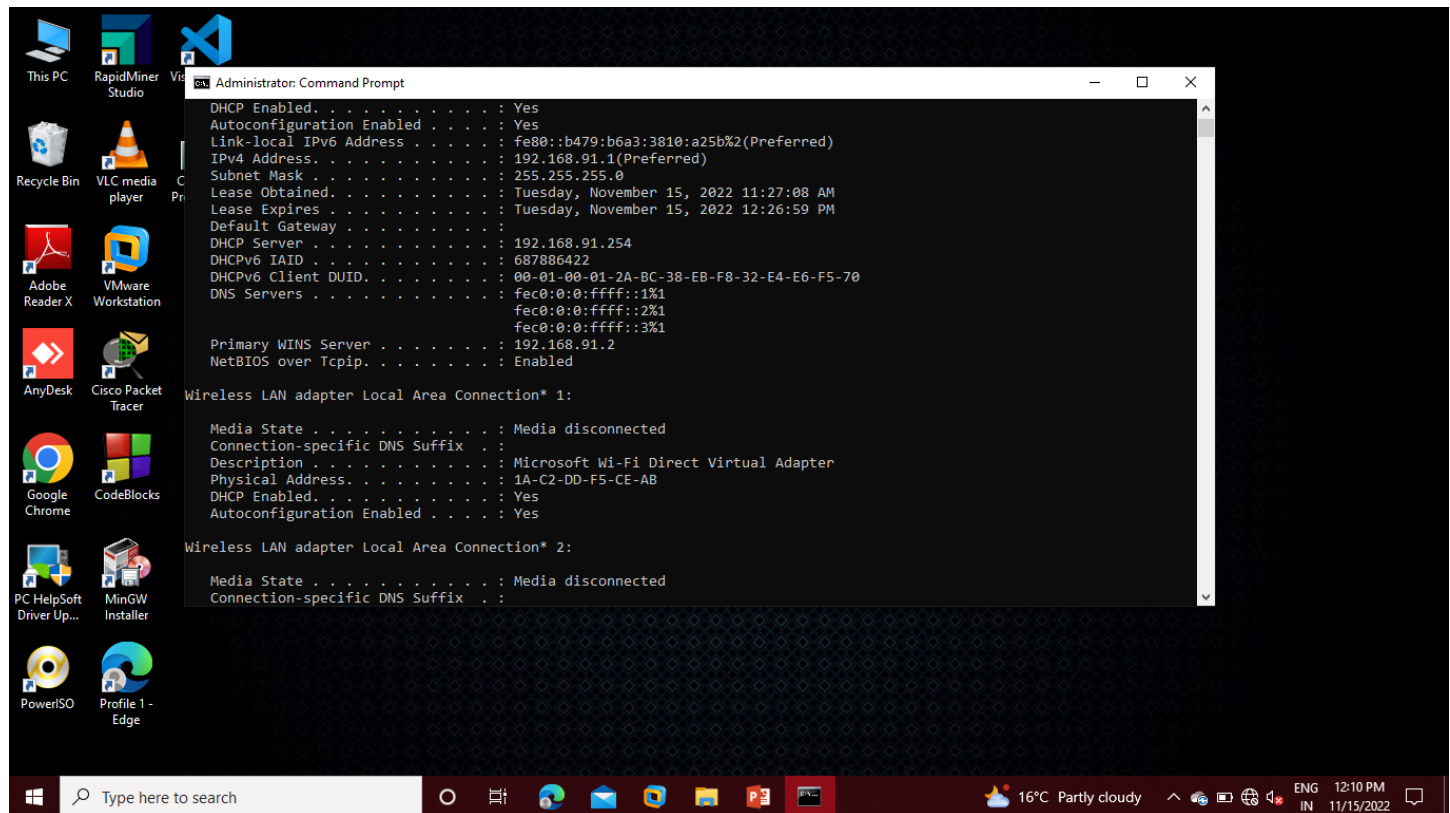 This PC
RapidMiner Studio
Vis
Recycle Bin
VLC media player
Adobe Reader X
VMware Workstation
AnyDesk
Cisco Packet Tracer
Google Chrome
CodeBlocks
PC HelpSoft Driver Up...
MinGW Installer
PowerISO
Profile 1 - Edge
Administrator: Command Prompt
DHCP Enabled. . . . . . . . . . . : Yes
Autoconfiguration Enabled . . . . : Yes
Link-local IPv6 Address . . . . . : fe80::b479:b6a3:3810:a25b%2(Preferred)
IPv4 Address. . . . . . . . . . . : 192.168.91.1(Preferred)
Subnet Mask . . . . . . . . . . . : 255.255.255.0
Lease Obtained. . . . . . . . . . : Tuesday, November 15, 2022 11:27:08 AM
Lease Expires . . . . . . . . . . : Tuesday, November 15, 2022 12:26:59 PM
Default Gateway . . . . . . . . . :
DHCP Server . . . . . . . . . . . : 192.168.91.254
DHCPv6 IAID . . . . . . . . . . . : 687886422
DHCPv6 Client DUID. . . . . . . . : 00-01-00-01-2A-BC-38-EB-F8-32-E4-E6-F5-70
DNS Servers . . . . . . . . . . . : fec0:0:0:ffff::1%1
fec0:0:0:ffff::2%1
fec0:0:0:ffff::3%1
Primary WINS Server . . . . . . . : 192.168.91.2
NetBIOS over Tcpip. . . . . . . . : Enabled
Wireless LAN adapter Local Area Connection* 1:
Media State . . . . . . . . . . . : Media disconnected
Connection-specific DNS Suffix . :
Description . . . . . . . . . . . : Microsoft Wi-Fi Direct Virtual Adapter
Physical Address. . . . . . . . . : 1A-C2-DD-F5-CE-AB
DHCP Enabled. . . . . . . . . . . : Yes
Autoconfiguration Enabled . . . . : Yes
Wireless LAN adapter Local Area Connection* 2:
Media State . . . . . . . . . . . : Media disconnected
Connection-specific DNS Suffix . :
Type here to search
16°C Partly cloudy
ENG
IN
12:10 PM
11/15/2022